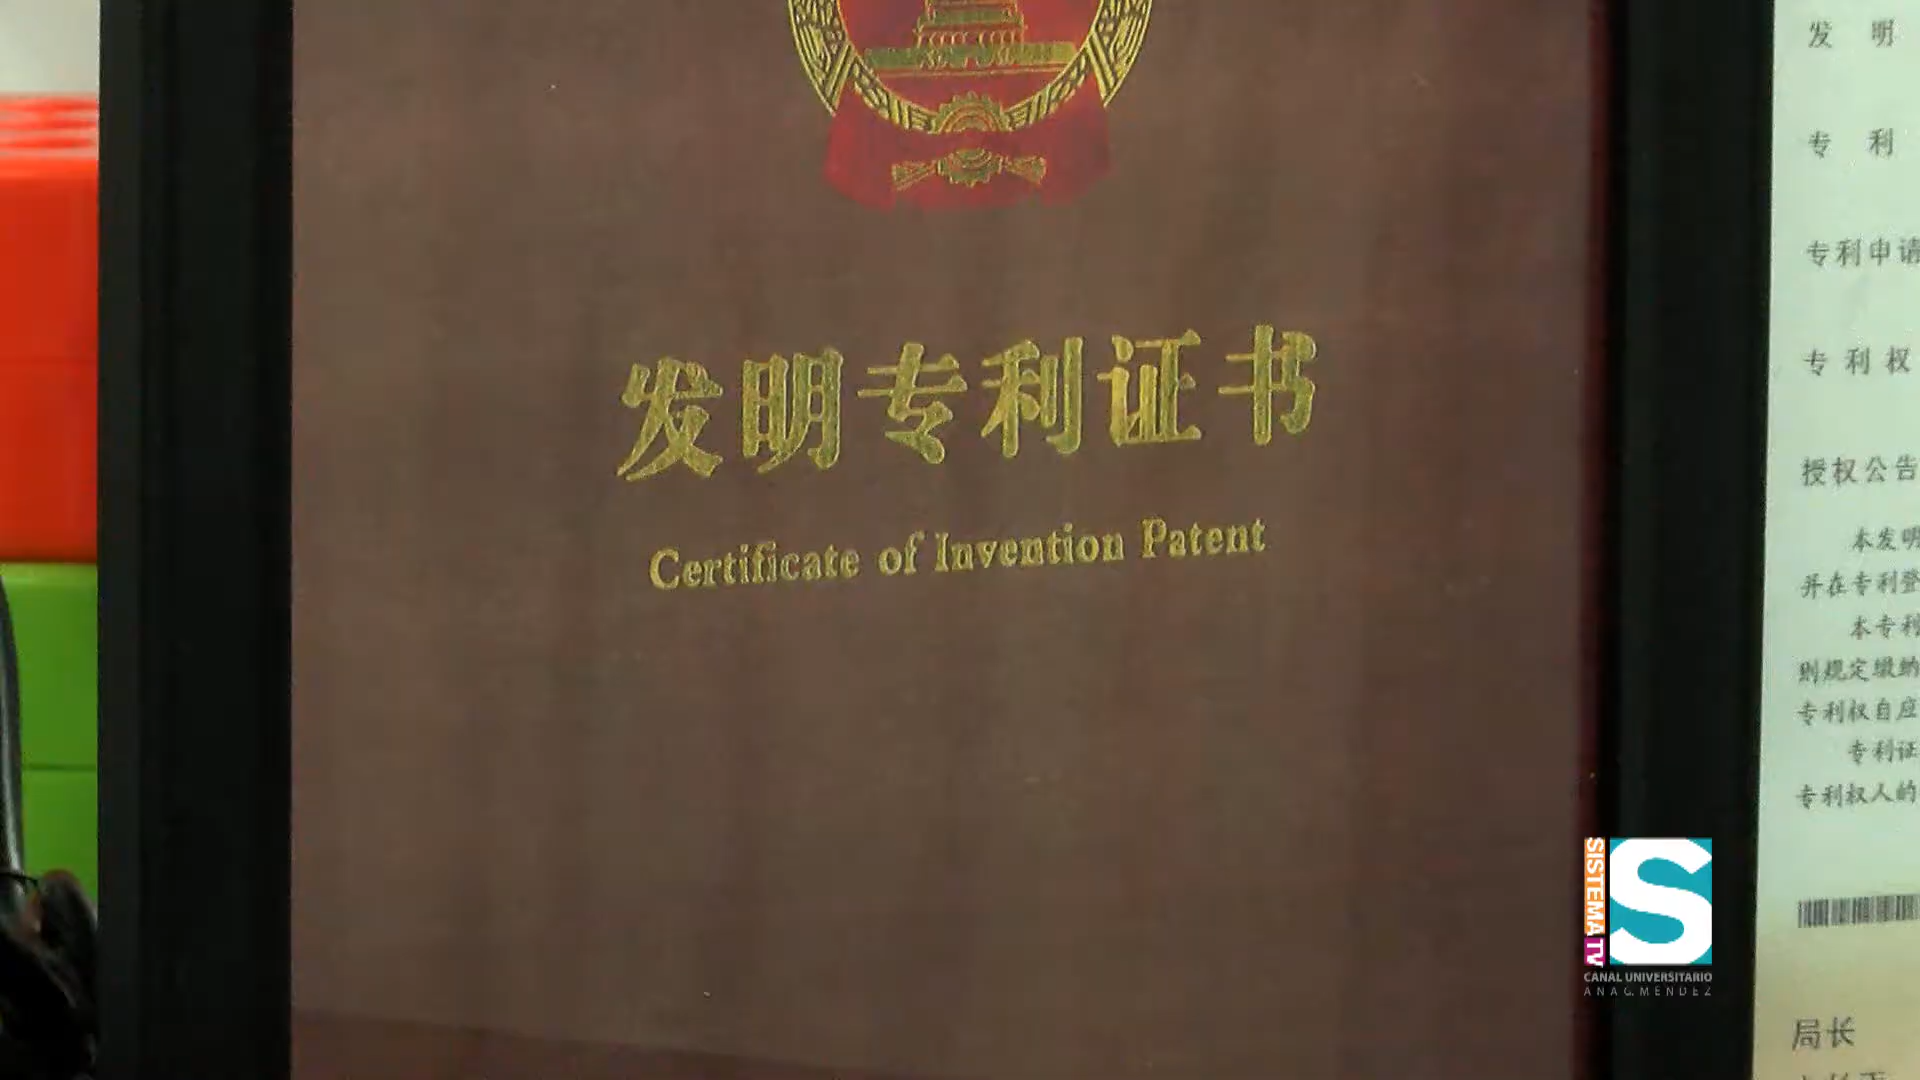 发明专利证书
Certificate of Invention Patent
发 明
专 利
专利申请
专 利 权
授权公告
本发明
并在专利登
本专利
则规定缴纳
专利权自应
专利证
专利权人的
局长
SISTEMA TV
S
CANAL UNIVERSITARIO
ANA G. MÉNDEZ